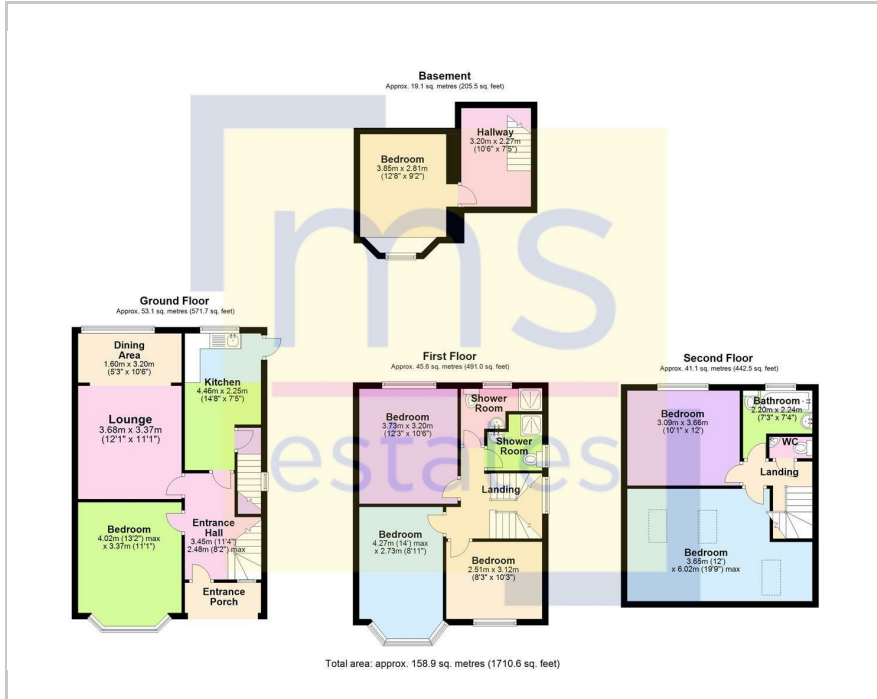 Basement
Approx. 19.1 sq. metres (205.5 sq. feet)
Hallway
3.20m x 2.27m
(10'6" x 7'5")
Bedroom
3.85m x 2.81m
(12'8" x 9'2")
Ground Floor
Approx. 53.1 sq. metres (571.7 sq. feet)
Dining
Area
1.60m x 3.20m
(5'3" x 10'6")
Kitchen
4.46m x 2.25m
(14'8" x 7'5")
Lounge
3.68m x 3.37m
(12'1" x 11'1")
Bedroom
4.02m (13'2") max
x 3.37m (11'1")
Entrance
Hall
3.45m (11'4")
2.48m (8'2") max
Entrance
Porch
First Floor
Approx. 45.6 sq. metres (491.0 sq. feet)
Bedroom
3.73m x 3.20m
(12'3" x 10'6")
Shower
Room
Shower
Room
Landing
Bedroom
4.27m (14') max
x 2.73m (8'11")
Bedroom
2.51m x 3.12m
(8'3" x 10'3")
Second Floor
Approx. 41.1 sq. metres (442.5 sq. feet)
Bedroom
3.09m x 3.66m
(10'1" x 12')
Bathroom
2.20m x 2.24m
(7'3" x 7'4")
WC
Landing
Bedroom
3.65m (12')
x 6.02m (19'9") max
ms
estates
Total area: approx. 158.9 sq. metres (1710.6 sq. feet)